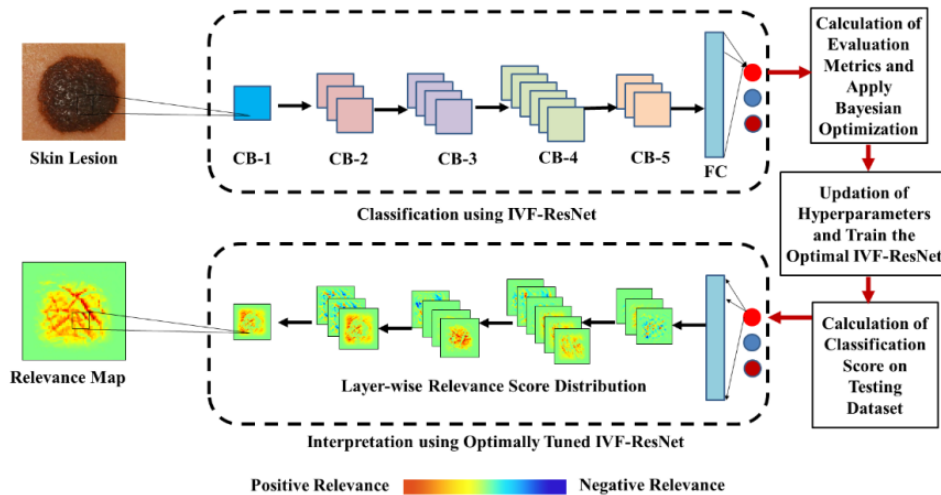 Skin Lesion
CB-1
CB-2
CB-3
CB-4
CB-5
FC
Classification using IVF-ResNet
Calculation of
Evaluation
Metrics and
Apply
Bayesian
Optimization
Updation of
Hyperparameters
and Train the
Optimal IVF-ResNet
Calculation of
Classification
Score on
Testing
Dataset
Relevance Map
Layer-wise Relevance Score Distribution
Interpretation using Optimally Tuned IVF-ResNet
Positive Relevance
Negative Relevance